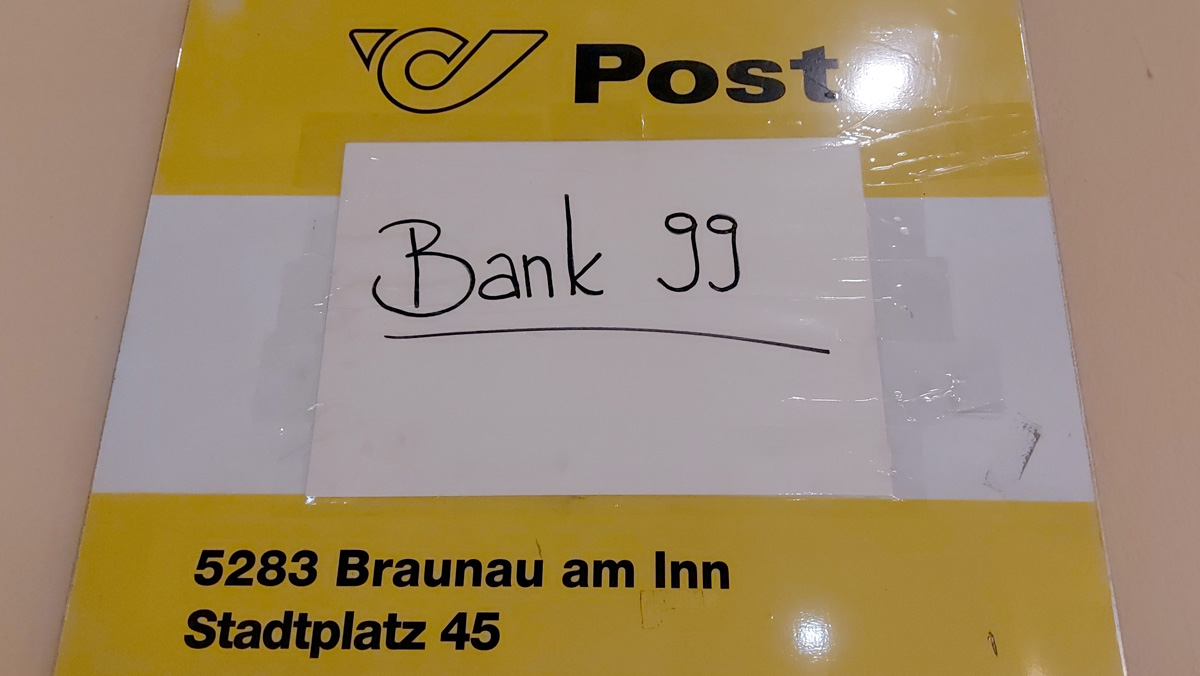 Post
Bank 99
5283 Braunau am Inn
Stadtplatz 45